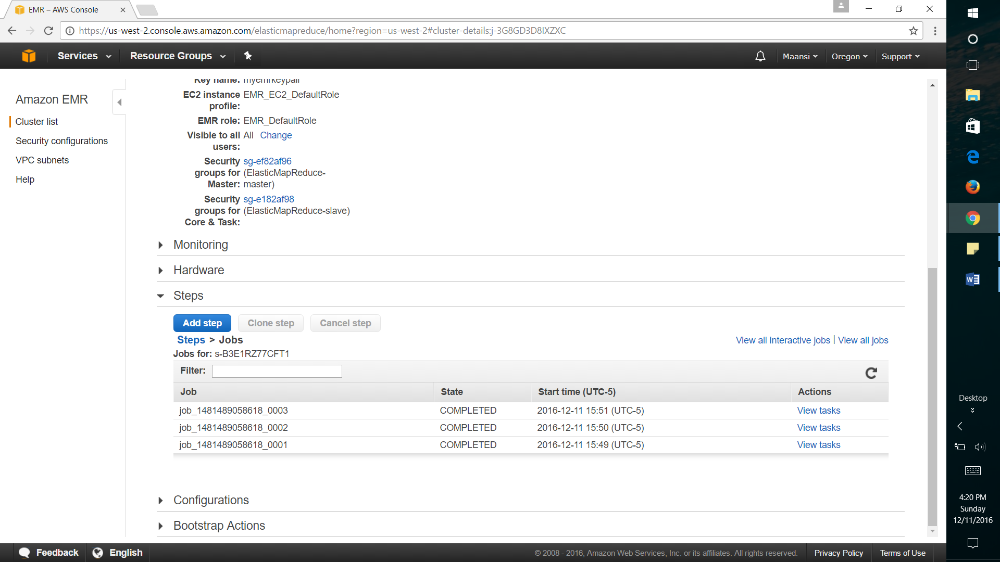 EMR – AWS Console
https://us-west-2.console.aws.amazon.com/elasticmapreduce/home?region=us-west-2#cluster-details:j-3G8GD3D8IXZXC
Services
Resource Groups
Maansi
Oregon
Support
Amazon EMR
Cluster list
Security configurations
VPC subnets
Help
Key name: myemrkeypair
EC2 instance EMR_EC2_DefaultRole
profile:
EMR role: EMR_DefaultRole
Visible to all All Change
users:
Security sg-ef82af96
groups for (ElasticMapReduce-
Master: master)
Security sg-e182af98
groups for (ElasticMapReduce-slave)
Core & Task:
Monitoring
Hardware
Steps
Add step Clone step Cancel step
Steps > Jobs
View all interactive jobs | View all jobs
Jobs for: s-B3E1RZ77CFT1
Filter:
Job State Start time (UTC-5) Actions
job_1481489058618_0003 COMPLETED 2016-12-11 15:51 (UTC-5) View tasks
job_1481489058618_0002 COMPLETED 2016-12-11 15:50 (UTC-5) View tasks
job_1481489058618_0001 COMPLETED 2016-12-11 15:49 (UTC-5) View tasks
Configurations
Bootstrap Actions
Feedback
English
© 2008 - 2016, Amazon Web Services, Inc. or its affiliates. All rights reserved.
Privacy Policy
Terms of Use
Desktop
4:20 PM
Sunday
12/11/2016